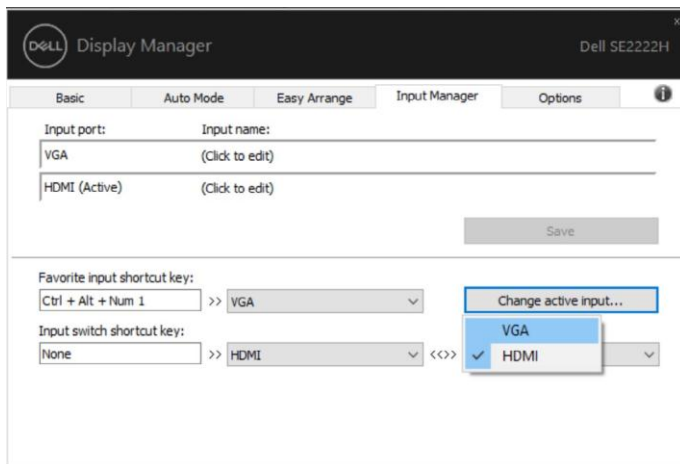 x
DELL Display Manager Dell SE2222H
Basic Auto Mode Easy Arrange Input Manager Options i
Input port: Input name:
VGA (Click to edit)
HDMI (Active) (Click to edit)
Save
Favorite input shortcut key:
Ctrl + Alt + Num 1 >> VGA Change active input...
Input switch shortcut key:
None >> HDMI <<>>
VGA
✓ HDMI